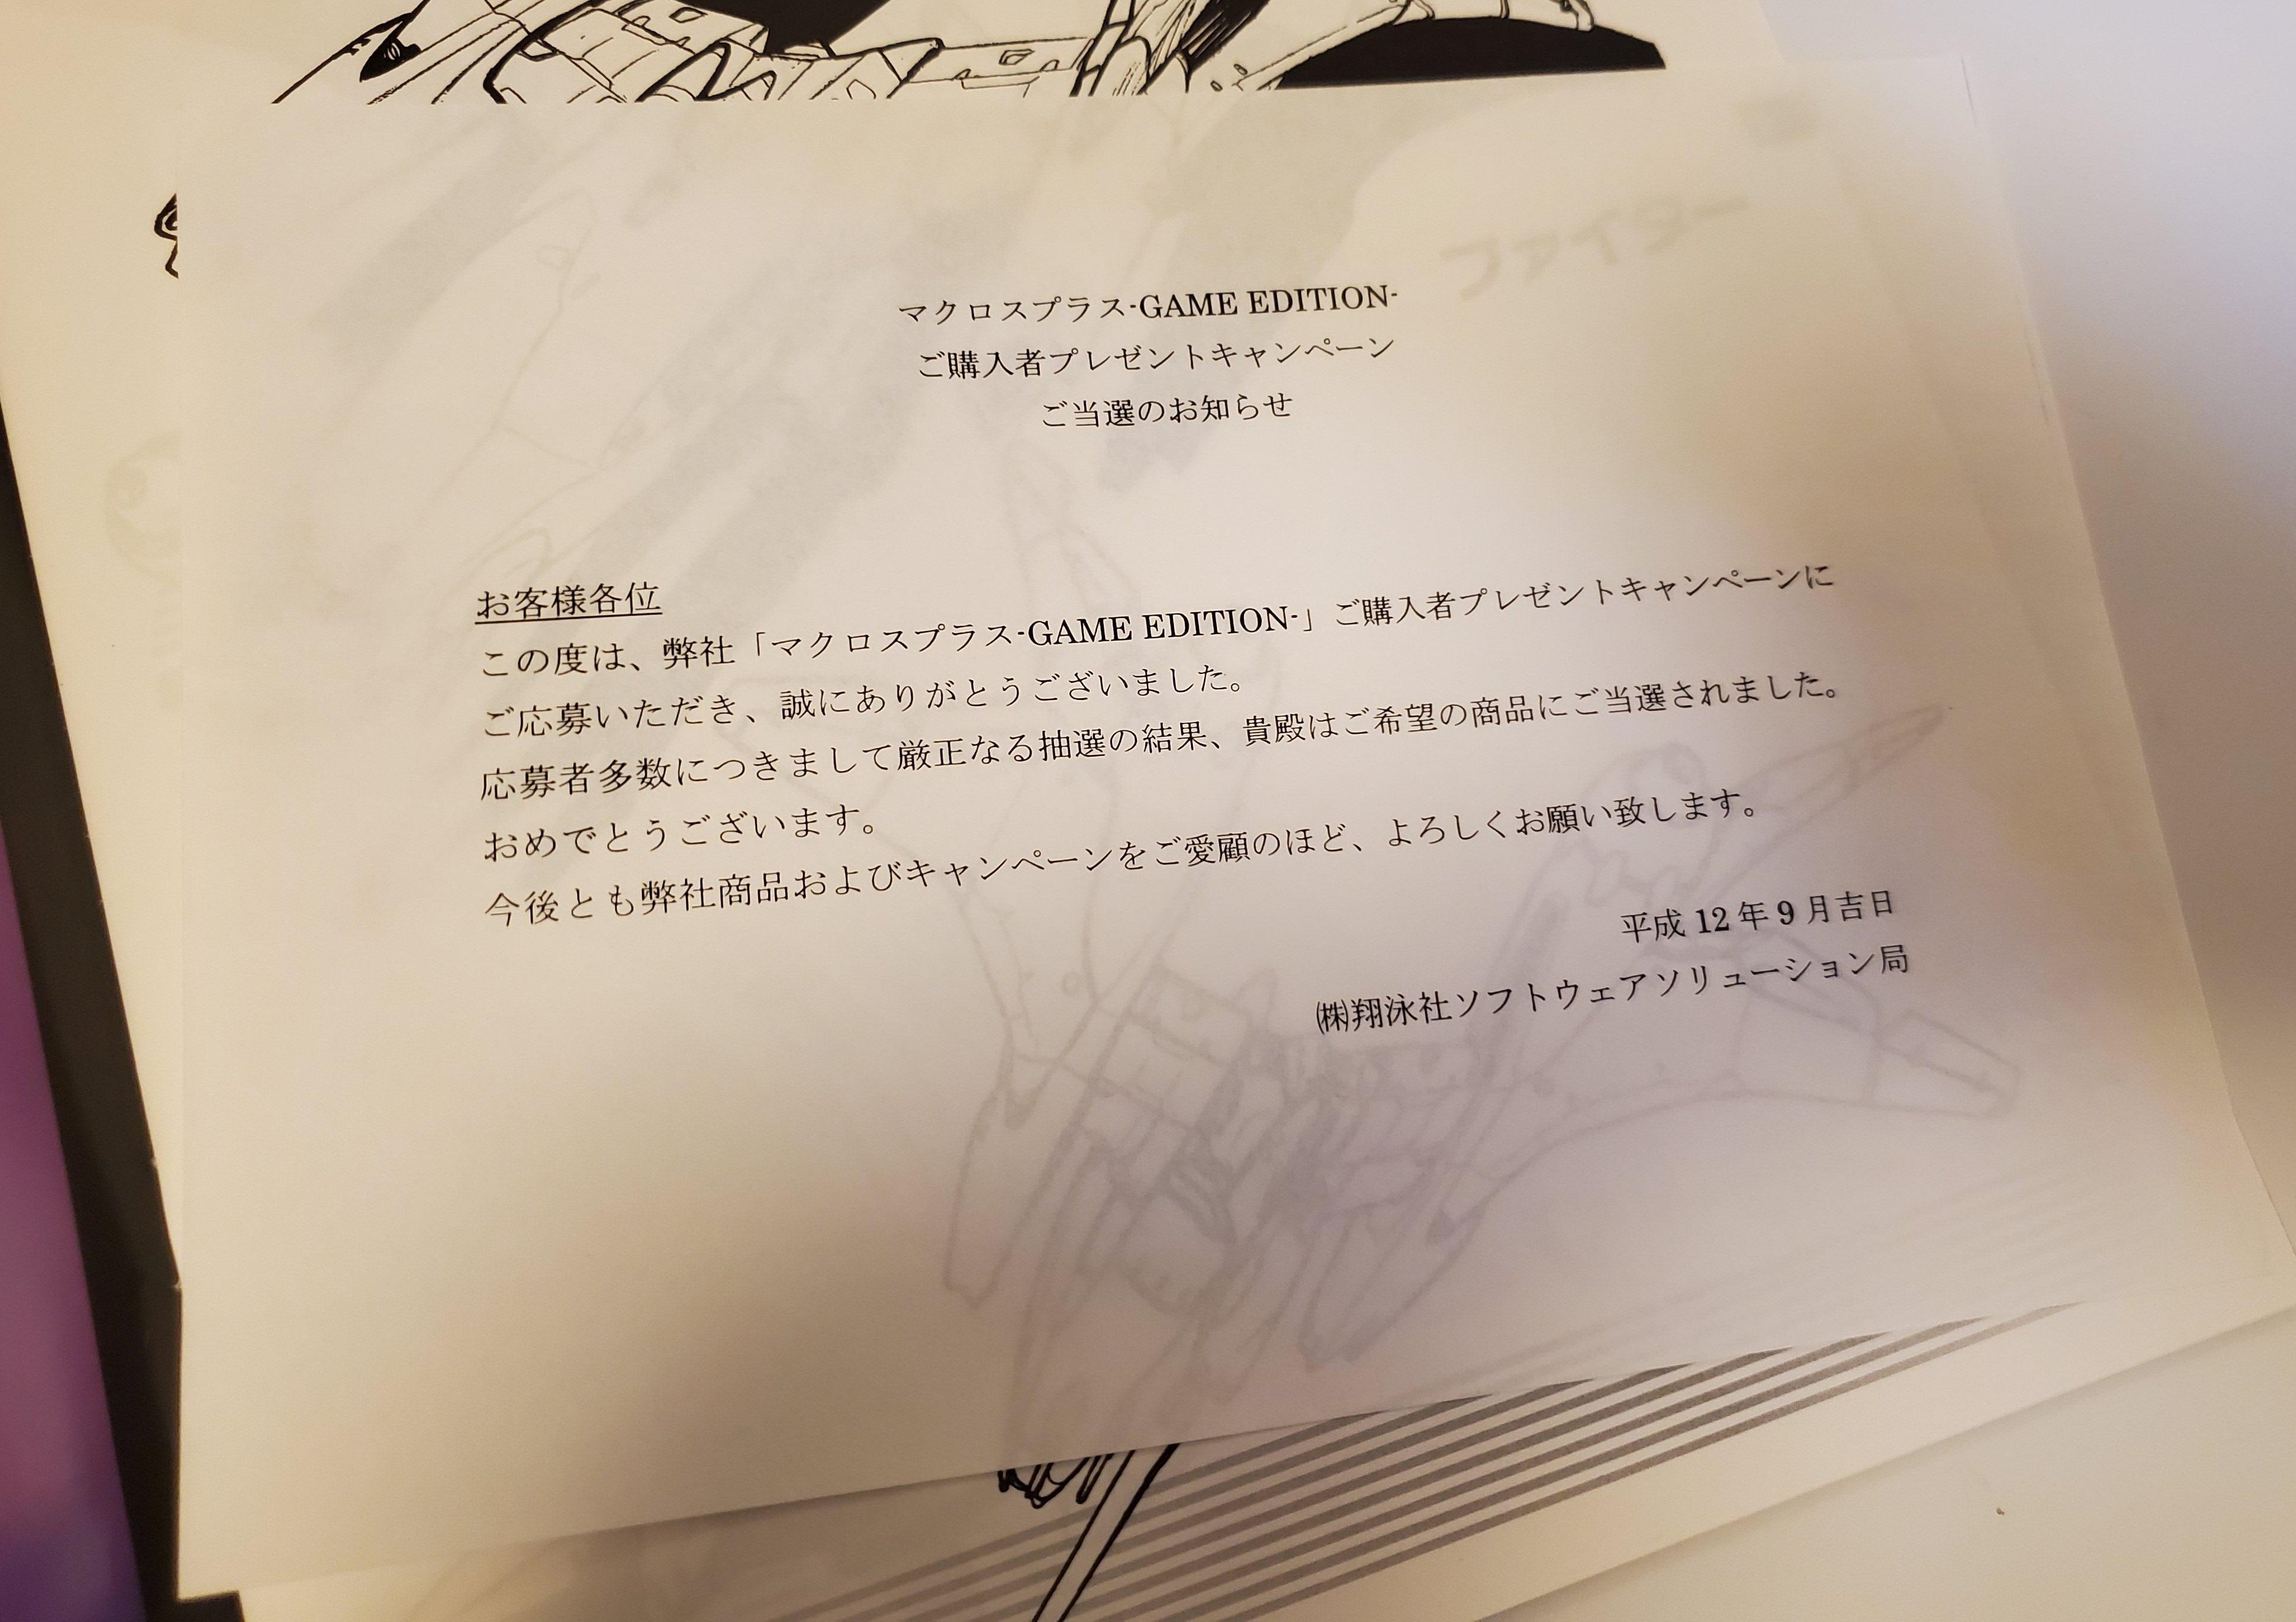 マクロスプラス-GAME EDITION-
ご購入者プレゼントキャンペーン
ご当選のお知らせ
ファイター
お客様各位
この度は、弊社「マクロスプラス-GAME EDITION-」ご購入者プレゼントキャンペーンに
ご応募いただき、誠にありがとうございました。
応募者多数につきまして厳正なる抽選の結果、貴殿はご希望の商品にご当選されました。
おめでとうございます。
今後とも弊社商品およびキャンペーンをご愛顧のほど、よろしくお願い致します。
平成 12 年 9 月吉日
㈱翔泳社ソフトウェアソリューション局